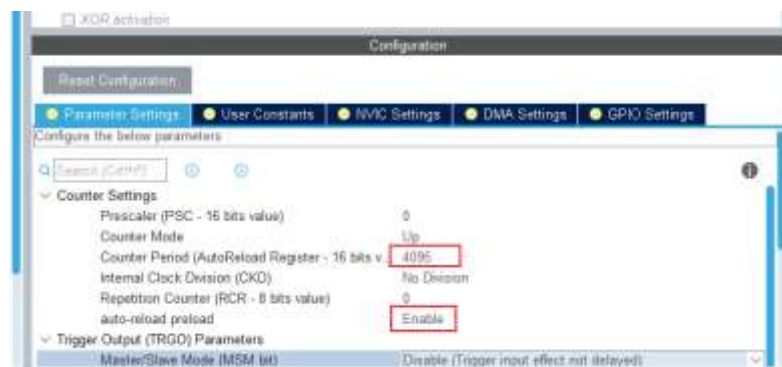 XOR activation
Configuration
Reset Configuration
Parameter Settings User Constants NVIC Settings DMA Settings GPIO Settings
Configure the below parameters
Search (Ctrl+F)
Counter Settings
Prescaler (PSC - 16 bits value) 0
Counter Mode Up
Counter Period (AutoReload Register - 16 bits v... 4095
Internal Clock Division (CKD) No Division
Repetition Counter (RCR - 8 bits value) 0
auto-reload preload Enable
Trigger Output (TRGO) Parameters
Master/Slave Mode (MSM bit) Disable (Trigger input effect not delayed)